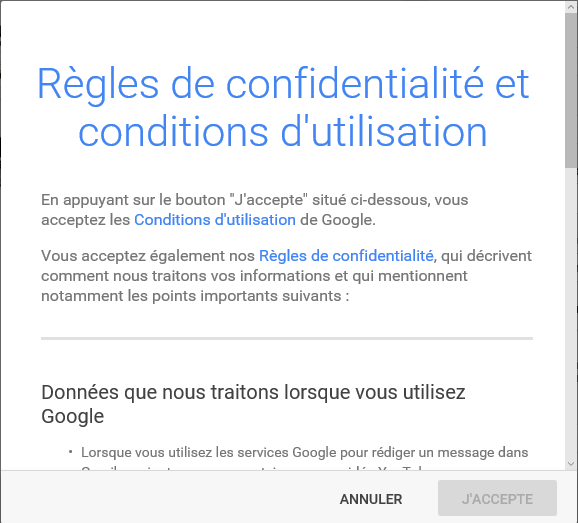 Règles de confidentialité et
conditions d'utilisation
En appuyant sur le bouton "J'accepte" situé ci-dessous, vous
acceptez les Conditions d'utilisation de Google.
Vous acceptez également nos Règles de confidentialité, qui décrivent
comment nous traitons vos informations et qui mentionnent
notamment les points importants suivants :
Données que nous traitons lorsque vous utilisez
Google
• Lorsque vous utilisez les services Google pour rédiger un message dans
ANNULER J'ACCEPTE